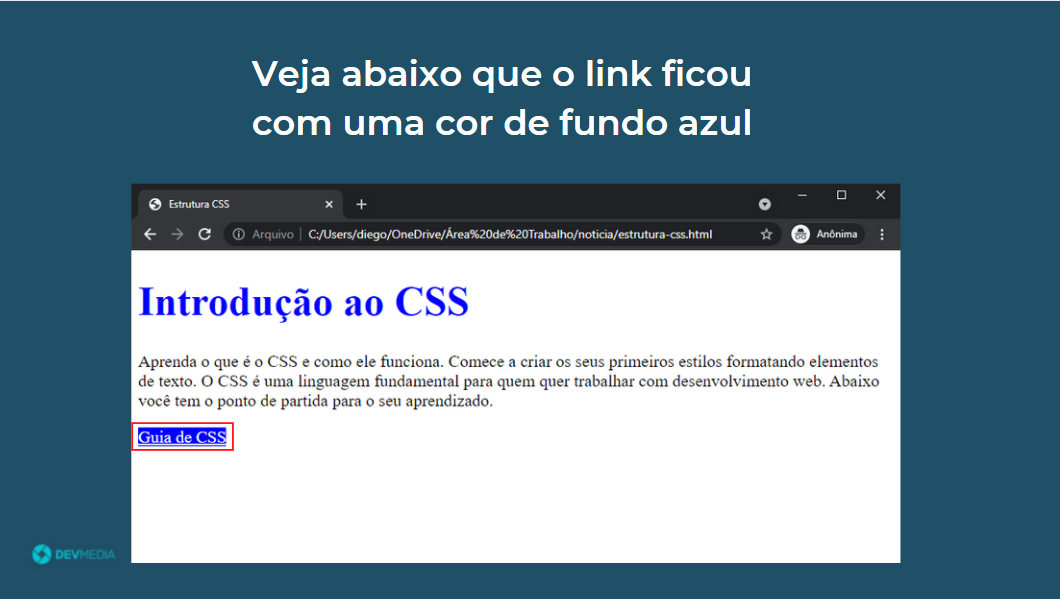 Veja abaixo que o link ficou
com uma cor de fundo azul
Estrutura CSS
Arquivo | C:/Users/diego/OneDrive/Área%20de%20Trabalho/noticia/estrutura-css.html
Anônima
Introdução ao CSS
Aprenda o que é o CSS e como ele funciona. Comece a criar os seus primeiros estilos formatando elementos
de texto. O CSS é uma linguagem fundamental para quem quer trabalhar com desenvolvimento web. Abaixo
você tem o ponto de partida para o seu aprendizado.
Guia de CSS
DEVMEDIA